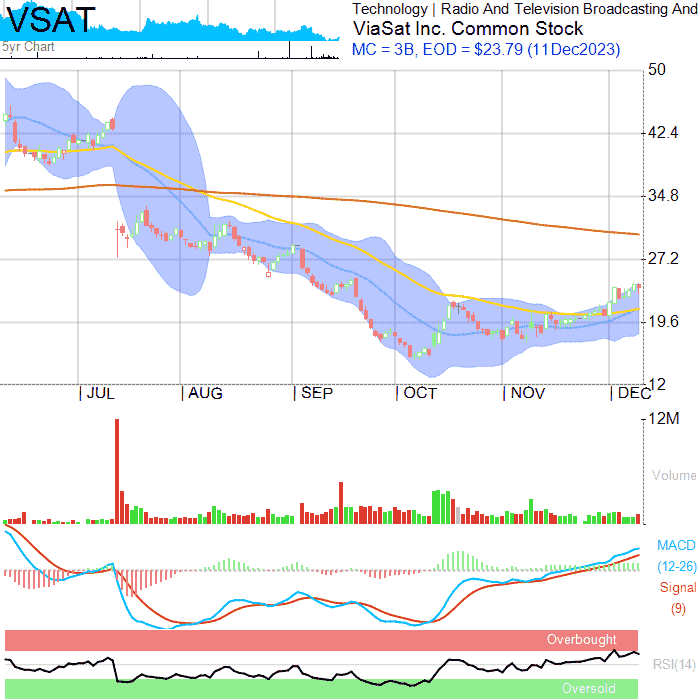 VSAT
5yr Chart
Technology | Radio And Television Broadcasting And
ViaSat Inc. Common Stock
MC = 3B, EOD = $23.79 (11Dec2023)
50
42.4
34.8
27.2
19.6
12
JUL AUG SEP OCT NOV DEC
12M
Volume
MACD
(12-26)
Signal
(9)
Overbought
RSI(14)
Oversold